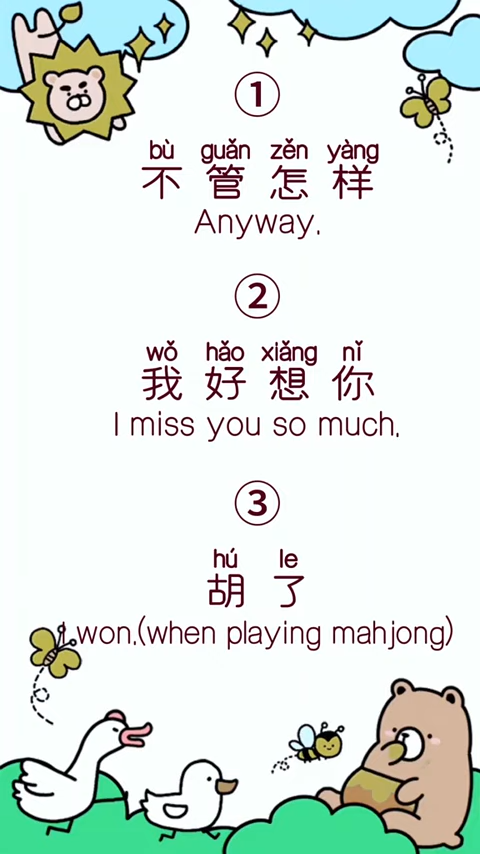 ①
bù guǎn zěn yàng
不管怎样
Anyway.
②
wǒ hǎo xiǎng nǐ
我好想你
I miss you so much.
③
hú le
胡了
I won.(when playing mahjong)